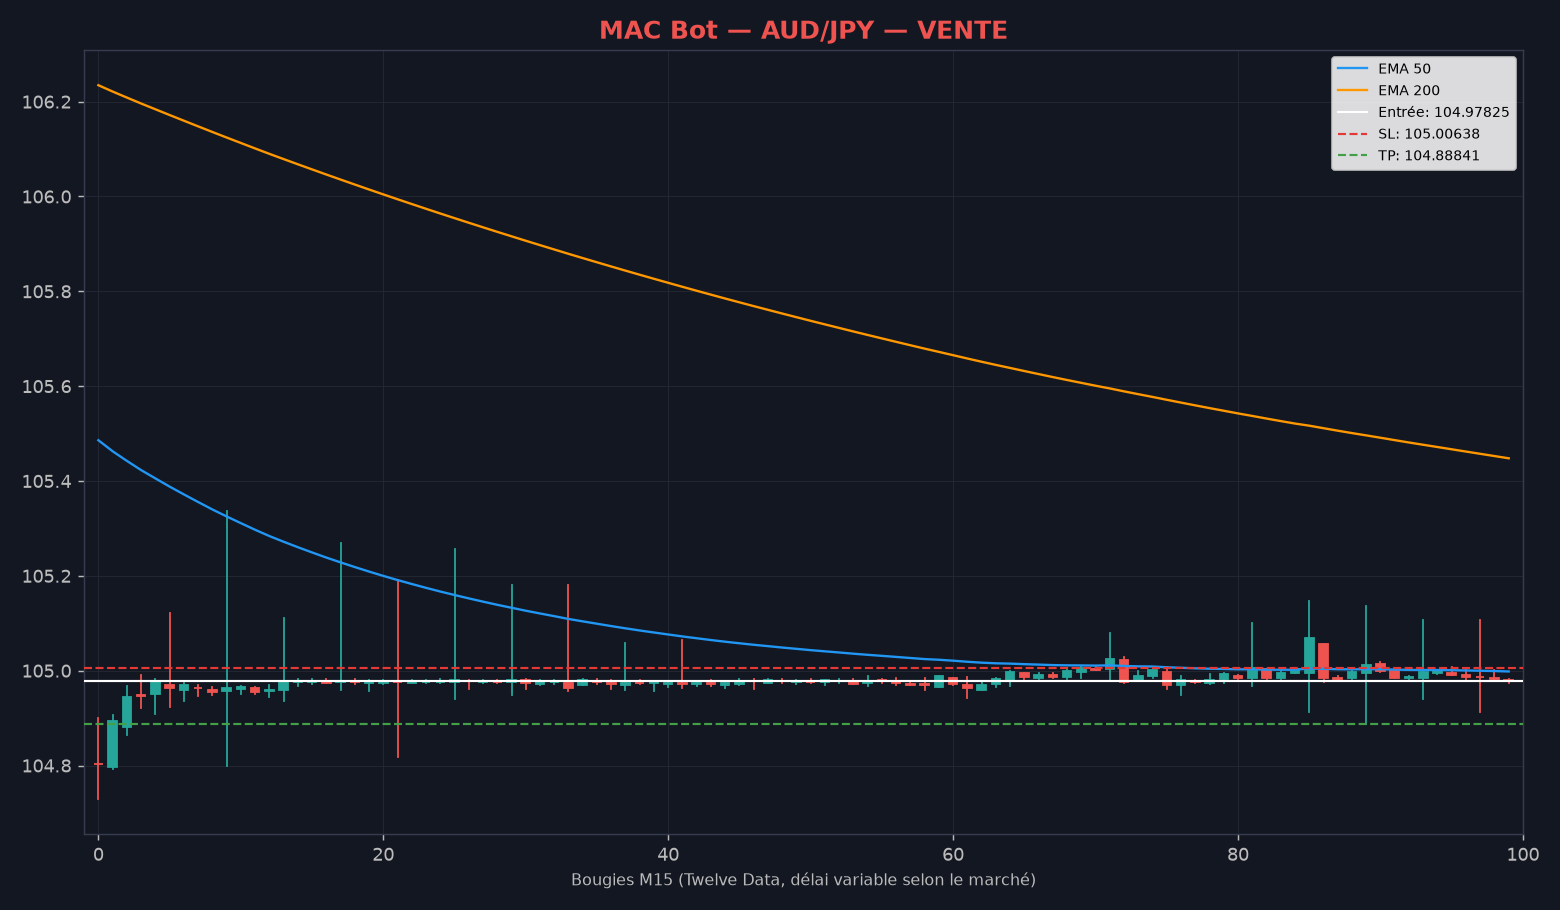 MAC Bot — AUD/JPY — VENTE
EMA 50
EMA 200
Entrée: 104.97825
SL: 105.00638
TP: 104.88841
106.2
106.0
105.8
105.6
105.4
105.2
105.0
104.8
0
20
40
60
80
100
Bougies M15 (Twelve Data, délai variable selon le marché)